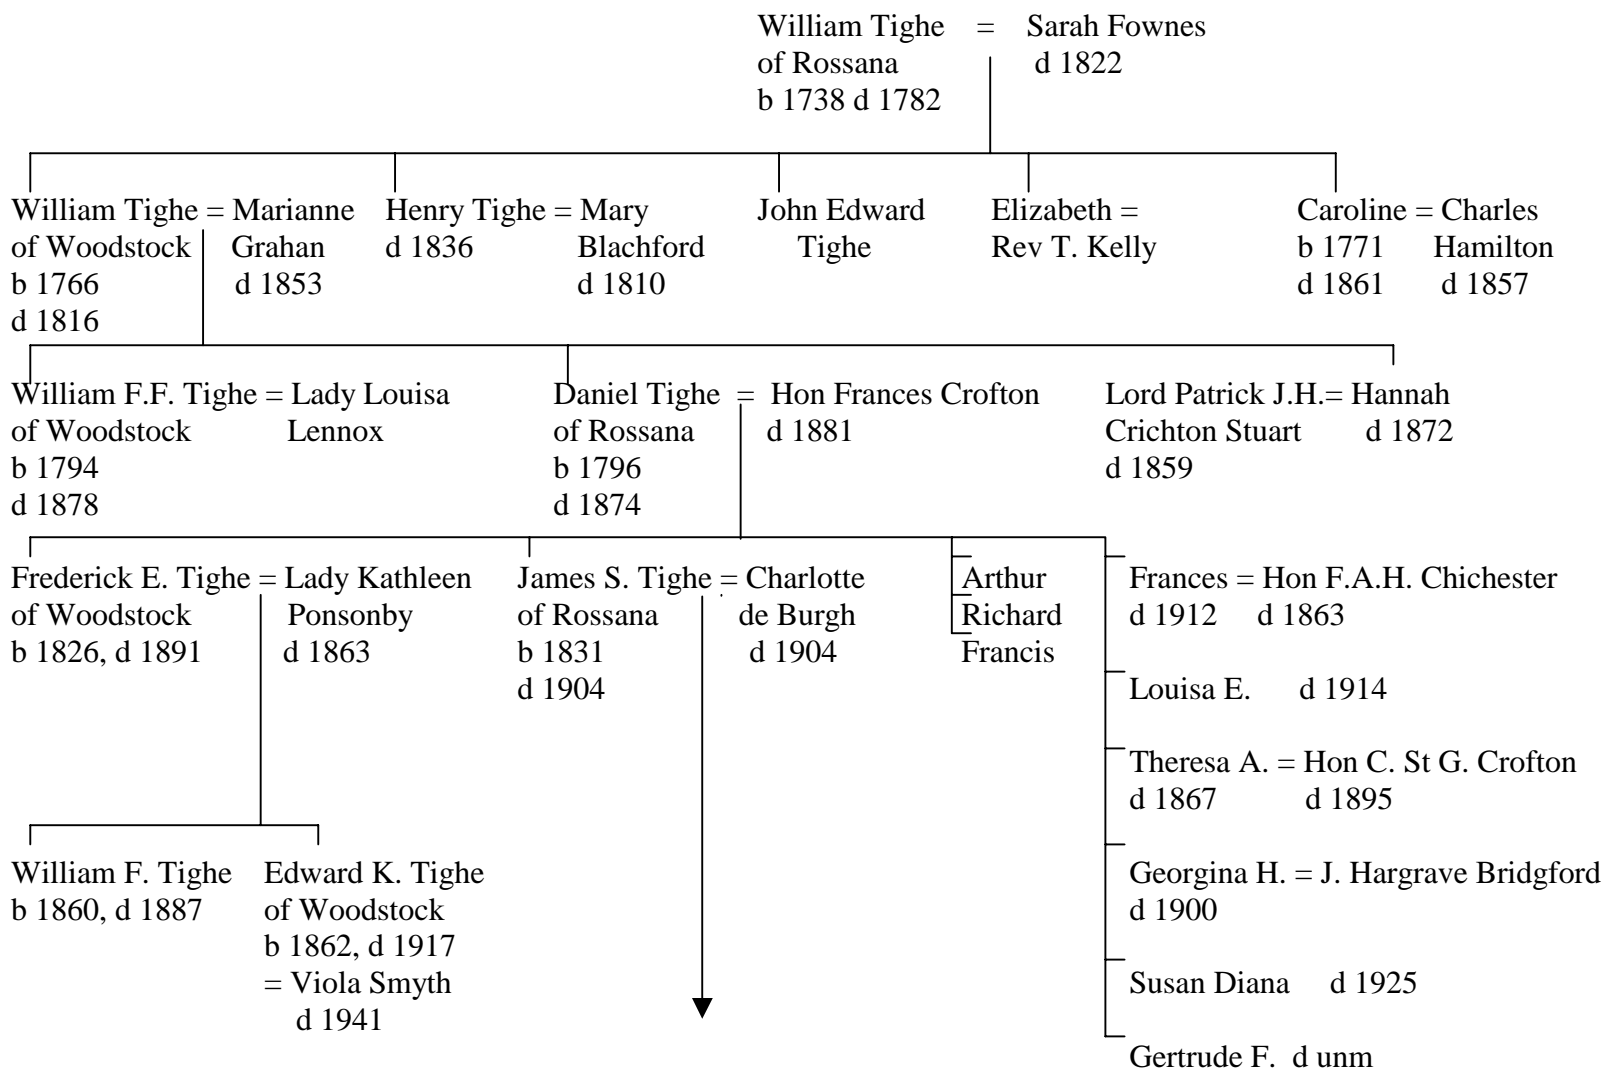 William Tighe = Sarah Fownes
of Rossana d 1822
b 1738 d 1782
William Tighe = Marianne Henry Tighe = Mary John Edward Elizabeth = Caroline = Charles
of Woodstock Grahan d 1836 Blachford Tighe Rev T. Kelly b 1771 Hamilton
b 1766 d 1853 d 1810 d 1861 d 1857
d 1816
William F.F. Tighe = Lady Louisa Daniel Tighe = Hon Frances Crofton Lord Patrick J.H.= Hannah
of Woodstock Lennox of Rossana d 1881 Crichton Stuart d 1872
b 1794 b 1796 d 1859
d 1878 d 1874
Frederick E. Tighe = Lady Kathleen James S. Tighe = Charlotte Arthur Frances = Hon F.A.H. Chichester
of Woodstock Ponsonby of Rossana de Burgh Richard d 1912 d 1863
b 1826, d 1891 d 1863 b 1831 d 1904 Francis
d 1904 Louisa E. d 1914
Theresa A. = Hon C. St G. Crofton
d 1867 d 1895
William F. Tighe Edward K. Tighe Georgina H. = J. Hargrave Bridgford
b 1860, d 1887 of Woodstock d 1900
b 1862, d 1917
= Viola Smyth Susan Diana d 1925
d 1941
Gertrude F. d unm